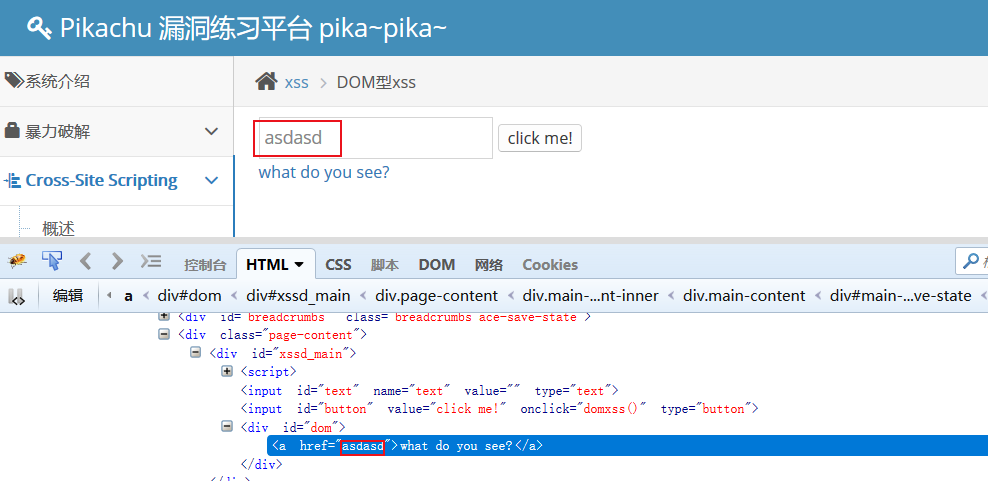 Pikachu 漏洞练习平台 pika~pika~
系统介绍
xss > DOM型xss
暴力破解
asdasd click me!
what do you see?
Cross-Site Scripting
概述
控制台 HTML CSS 脚本 DOM 网络 Cookies
编辑 a < div#dom < div#xssd_main < div.page-content < div.main-...nt-inner < div.main-content < div#main-...ve-state <
<div id="breadcrumbs" class="breadcrumbs ace-save-state">
<div class="page-content">
<div id="xssd_main">
<script>
<input id="text" name="text" value="" type="text">
<input id="button" value="click me!" onclick="domxss()" type="button">
<div id="dom">
<a href="asdasd">what do you see?</a>
</div>
</div>